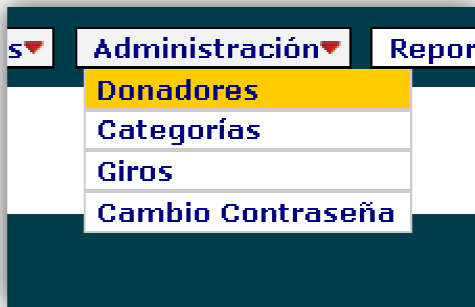 s Administración Repor
Donadores
Categorías
Giros
Cambio Contraseña